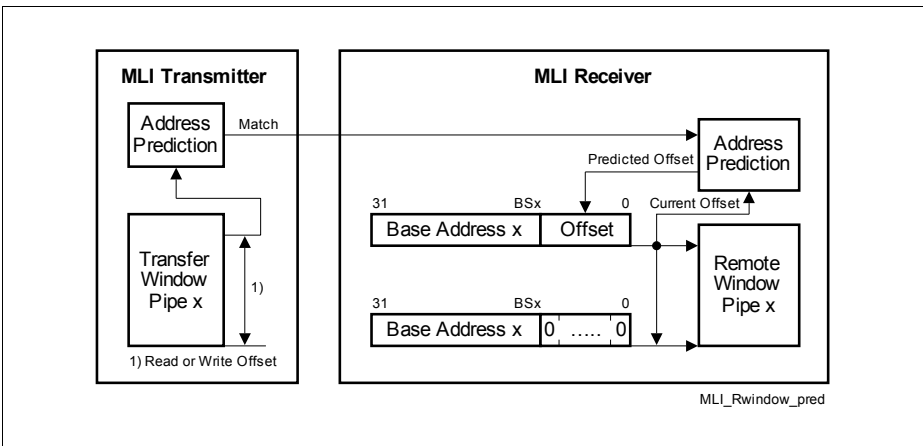 MLI Transmitter
MLI Receiver
Address
Prediction
Match
Address
Prediction
Predicted Offset
31 BSx 0
Current Offset
Base Address x Offset
Transfer
Window
Pipe x
1)
Remote
Window
Pipe x
31 BSx 0
Base Address x 0 ..... 0
1) Read or Write Offset
MLI_Rwindow_pred